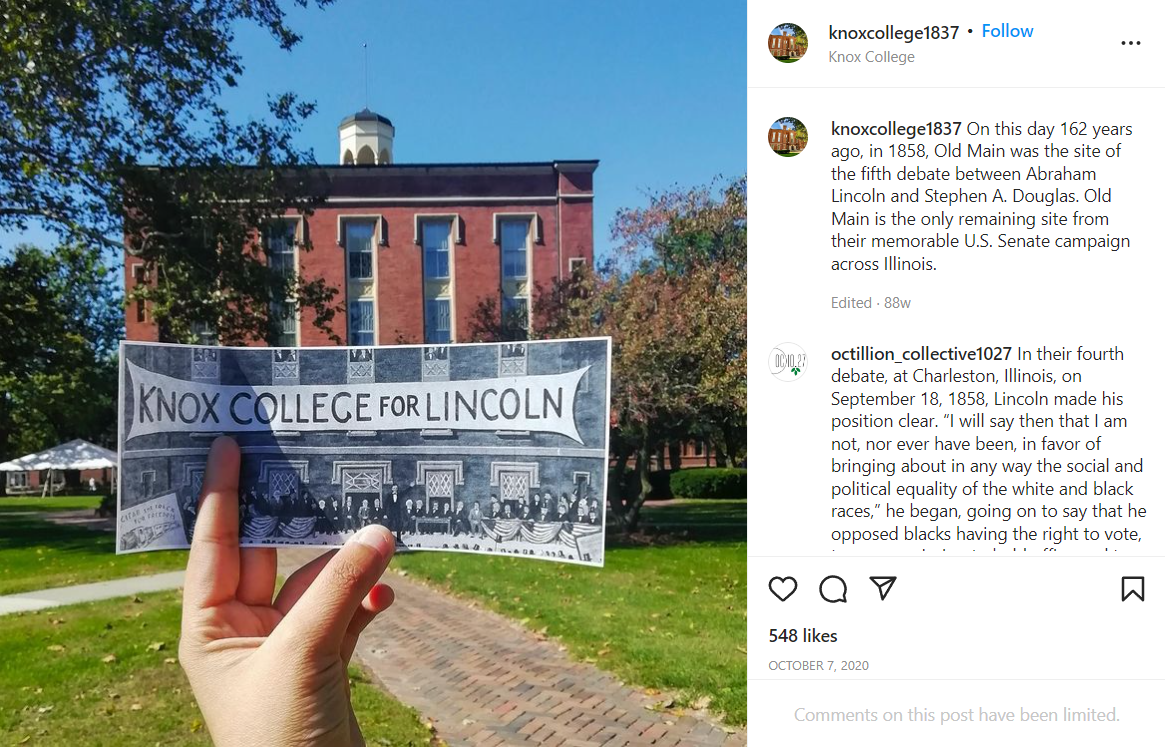 KNOX COLLEGE FOR LINCOLN
knoxcollege1837 • Follow
Knox College
knoxcollege1837 On this day 162 years
ago, in 1858, Old Main was the site of
the fifth debate between Abraham
Lincoln and Stephen A. Douglas. Old
Main is the only remaining site from
their memorable U.S. Senate campaign
across Illinois.
Edited · 88w
octillion_collective1027 In their fourth
debate, at Charleston, Illinois, on
September 18, 1858, Lincoln made his
position clear. “I will say then that I am
not, nor ever have been, in favor of
bringing about in any way the social and
political equality of the white and black
races,” he began, going on to say that he
opposed blacks having the right to vote,
548 likes
OCTOBER 7, 2020
Comments on this post have been limited.